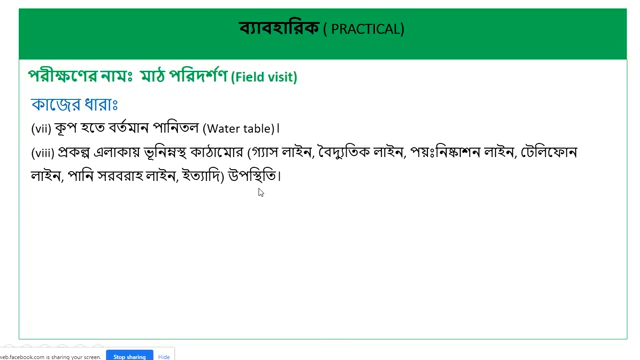 ব্যাবহারিক ( PRACTICAL)
পরীক্ষণের নামঃ মাঠ পরিদর্শণ (Field visit)
কাজের ধারাঃ
(vii) কূপ হতে বর্তমান পানিতল (Water table)।
(viii) প্রকল্প এলাকায় ভূনিম্নস্থ কাঠামোর (গ্যাস লাইন, বৈদ্যুতিক লাইন, পয়ঃনিষ্কাশন লাইন, টেলিফোন
লাইন, পানি সরবরাহ লাইন, ইত্যাদি) উপস্থিতি।
web.facebook.com is sharing your screen. Stop sharing Hide